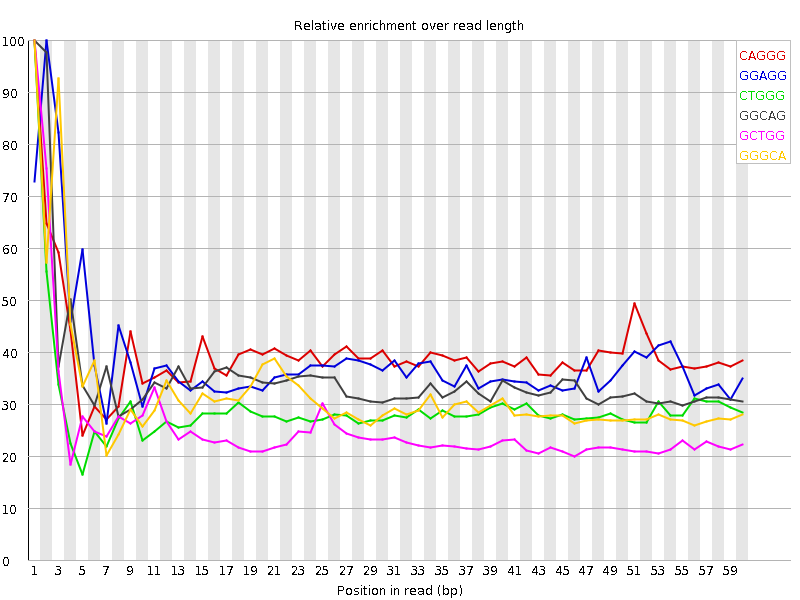 Relative enrichment over read length
100
90
80
70
60
50
40
30
20
10
0
CAGGG
GGAGG
CTGGG
GGCAG
GCTGG
GGGCA
1 3 5 7 9 11 13 15 17 19 21 23 25 27 29 31 33 35 37 39 41 43 45 47 49 51 53 55 57 59
Position in read (bp)